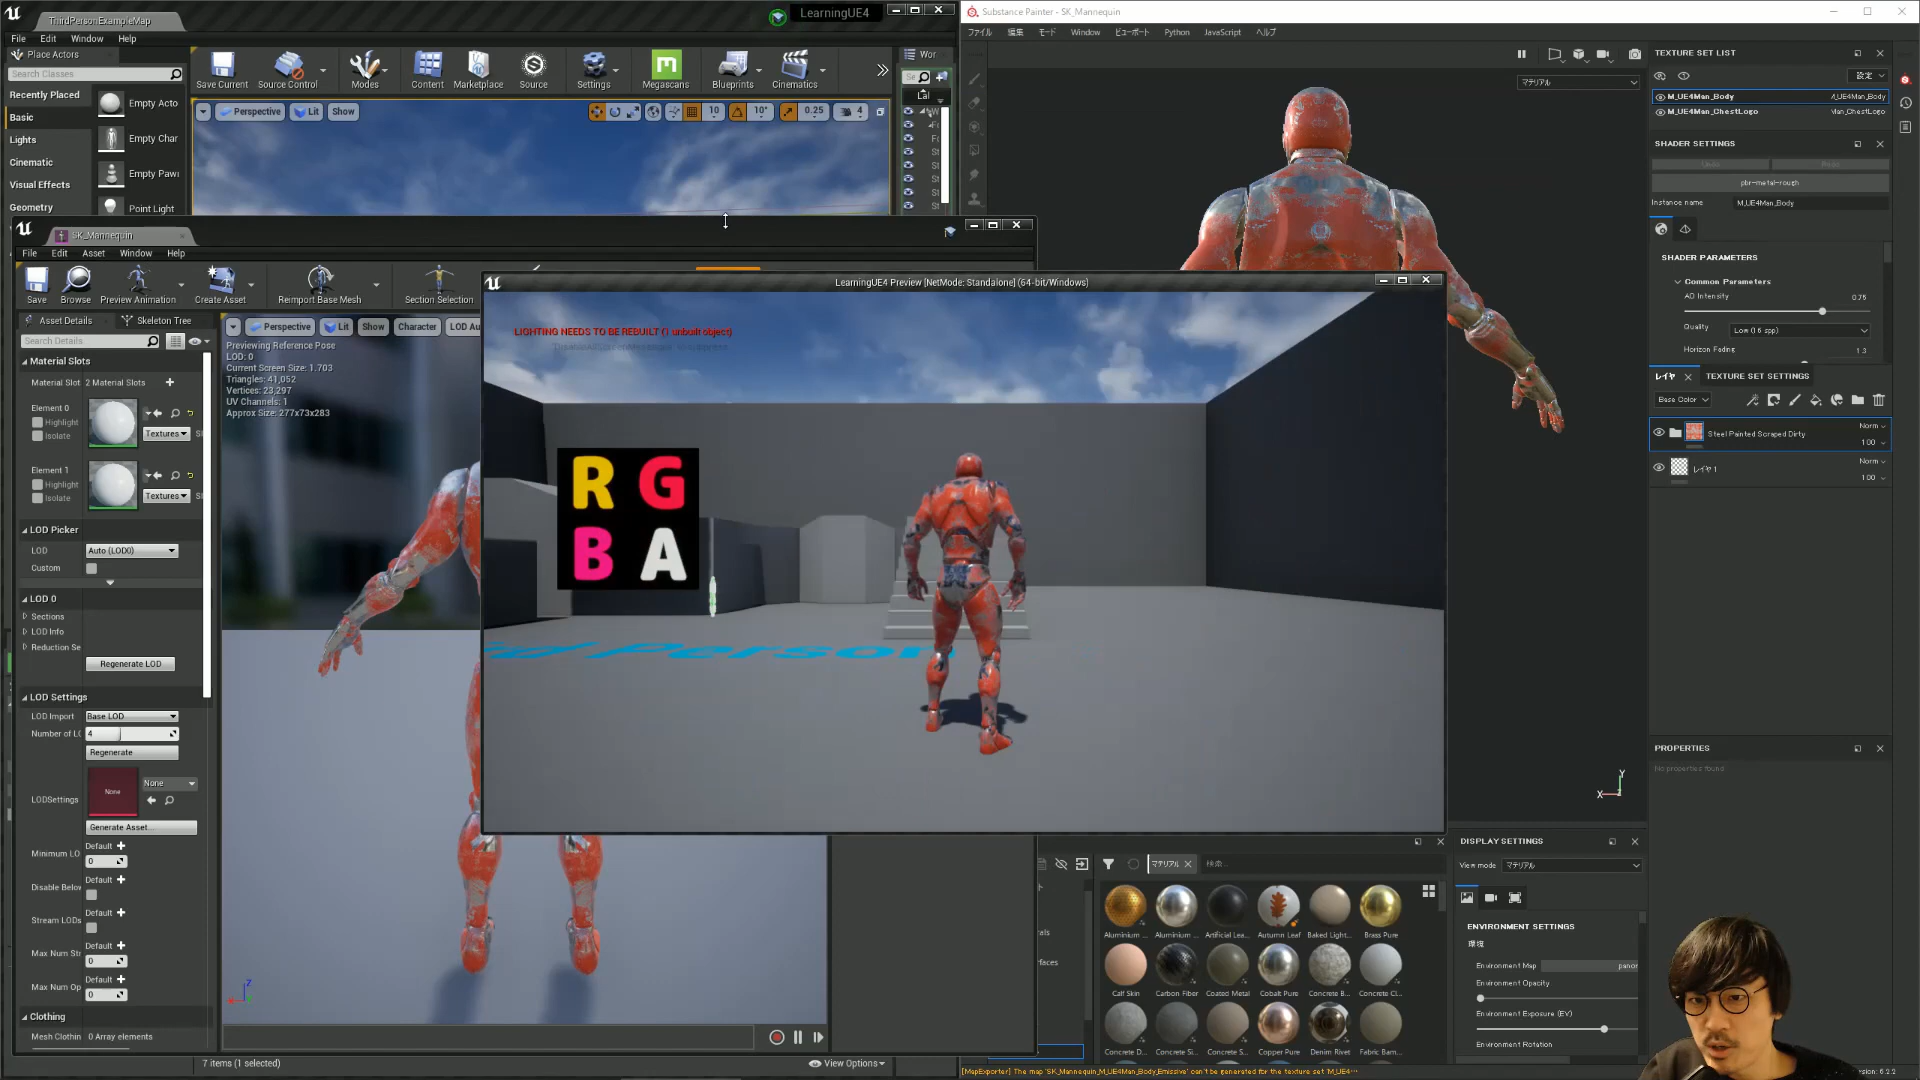 ThirdPersonExampleMap
LearningUE4
File Edit Window Help
Place Actors
Search Classes
Recently Placed
Basic
Lights
Cinematic
Visual Effects
Geometry
Empty Acto
Empty Char
Empty Pawn
Point Light
Save Current
Source Control
Modes
Content
Marketplace
Source
Settings
Megascans
Blueprints
Cinematics
Wor
Perspective
Lit
Show
10
10°
0.25
4
SK_Mannequin
File Edit Asset Window Help
Save
Browse
Preview Animation
Create Asset
Reimport Base Mesh
Section Selection
Asset Details
Skeleton Tree
Search Details
Material Slots
Material Slot 2 Material Slots
Element 0
Highlight
Isolate
Textures
Element 1
Highlight
Isolate
Textures
LOD Picker
LOD Auto (LOD0)
Custom
LOD 0
Sections
LOD Info
Reduction Se
Regenerate LOD
LOD Settings
LOD Import Base LOD
Number of LO 4
Regenerate
None
None
LODSettings
Generate Asset...
Default
Minimum LO 0
Default
Disable Below
Default
Stream LODs
Default
Max Num Str 0
Default
Max Num Op 0
Clothing
Mesh Clothin 0 Array elements
Perspective
Lit
Show
Character
LOD Au
Previewing Reference Pose
LOD: 0
Current Screen Size: 1.703
Triangles: 41,052
Vertices: 23,297
UV Channels: 1
Approx Size: 277x73x283
7 items (1 selected)
View Options
LearningUE4 Preview [NetMode: Standalone] (64-bit/Windows)
LIGHTING NEEDS TO BE REBUILT (1 unbuilt object)
R G
B A
rd Person
Substance Painter - SK_Mannequin
ファイル 編集 モード Window ビューポート Python JavaScript ヘルプ
マテリアル
TEXTURE SET LIST
設定
M_UE4Man_Body
M_UE4Man_ChestLogo
SHADER SETTINGS
pbr-metal-rough
Instance name M_UE4Man_Body
SHADER PARAMETERS
Common Parameters
AO Intensity 0.75
Quality Low (16 spp)
Horizon Fading 1.3
レイヤ
TEXTURE SET SETTINGS
Base Color
Steel Painted Scraped Dirty
Norm
100
レイヤ 1
Norm
100
PROPERTIES
No properties found
Y
X
マテリアル
検索...
Aluminium ...
Aluminium ...
Artificial Lea...
Autumn Leaf
Baked Light...
Brass Pure
Calf Skin
Carbon Fiber
Coated Metal
Cobalt Pure
Concrete B...
Concrete Cl...
Concrete D...
Concrete Si...
Concrete S...
Copper Pure
Denim Rivet
Fabric Bam...
DISPLAY SETTINGS
View mode マテリアル
ENVIRONMENT SETTINGS
環境
Environment Map
Environment Opacity
Environment Exposure (EV)
Environment Rotation
[MapExporter] The map 'SK_Mannequin_M_UE4Man_Body_Emissive' can't be generated for the texture set 'M_UE4